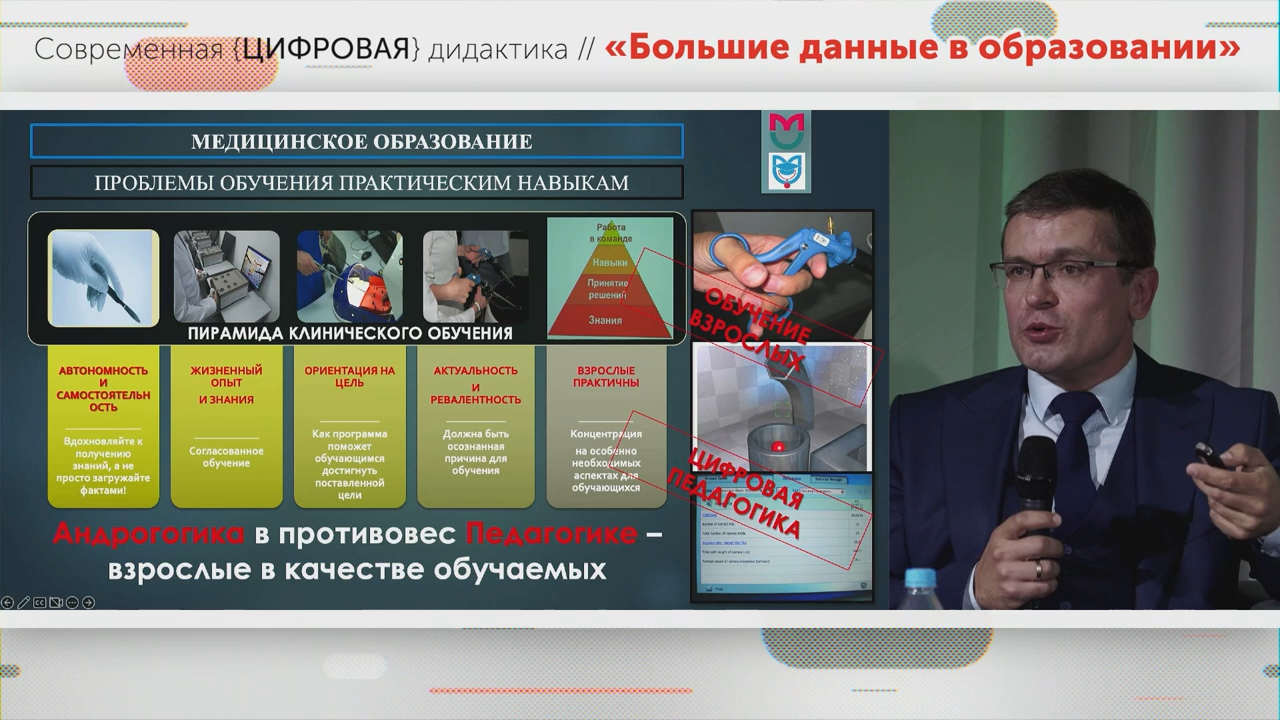 Современная {ЦИФРОВАЯ} дидактика // «Большие данные в образовании»
МЕДИЦИНСКОЕ ОБРАЗОВАНИЕ
ПРОБЛЕМЫ ОБУЧЕНИЯ ПРАКТИЧЕСКИМ НАВЫКАМ
Работа
в команде
Навыки
Принятие
решений
Знания
ПИРАМИДА КЛИНИЧЕСКОГО ОБУЧЕНИЯ
АВТОНОМНОСТЬ
И
САМОСТОЯТЕЛЬН
ОСТЬ
Вдохновляйте к
получению
знаний, а не
просто загружайте
фактами!
ЖИЗНЕННЫЙ
ОПЫТ
И ЗНАНИЯ
Согласованное
обучение
ОРИЕНТАЦИЯ НА
ЦЕЛЬ
Как программа
поможет
обучающимся
достигнуть
поставленной
цели
АКТУАЛЬНОСТЬ
И
РЕВАЛЕНТНОСТЬ
Должна быть
осознанная
причина для
обучения
ВЗРОСЛЫЕ
ПРАКТИЧНЫ
Концентрация
на особенно
необходимых
аспектах для
обучающихся
ОБУЧЕНИЕ
ВЗРОСЛЫХ
ЦИФРОВАЯ
ПЕДАГОГИКА
Андрогогика в противовес Педагогике –
взрослые в качестве обучаемых